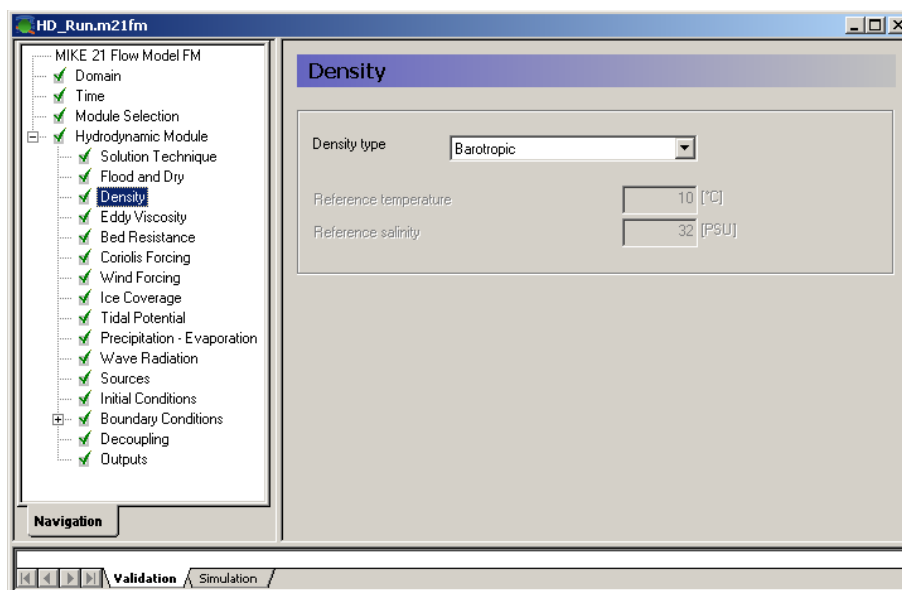 HD_Run.m21fm
MIKE 21 Flow Model FM
Domain
Time
Module Selection
Hydrodynamic Module
Solution Technique
Flood and Dry
Density
Eddy Viscosity
Bed Resistance
Coriolis Forcing
Wind Forcing
Ice Coverage
Tidal Potential
Precipitation - Evaporation
Wave Radiation
Sources
Initial Conditions
Boundary Conditions
Decoupling
Outputs
Navigation
Density
Density type Barotropic
Reference temperature 10 [°C]
Reference salinity 32 [PSU]
Validation Simulation